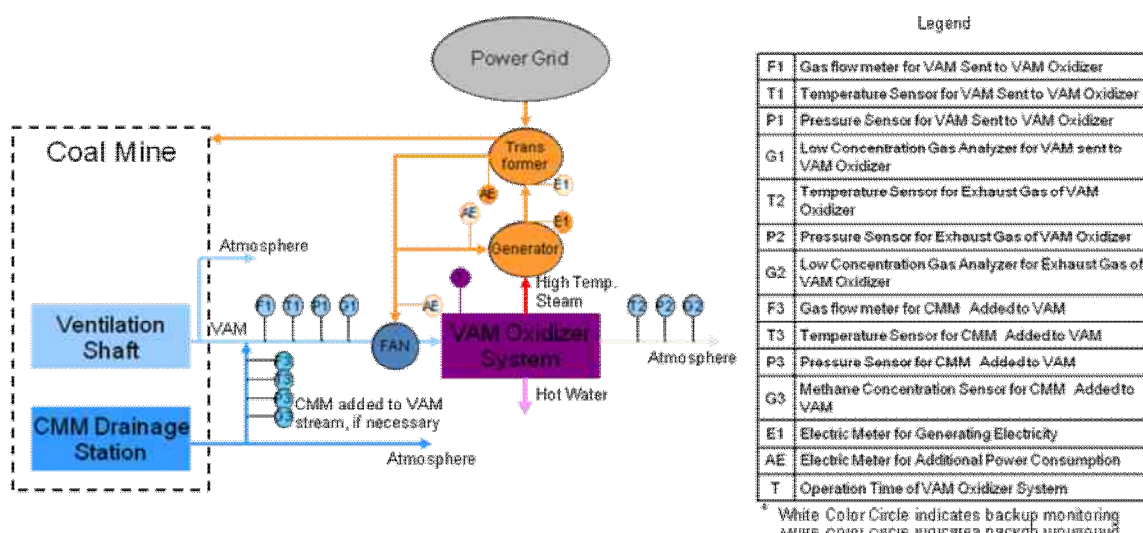 Legend
Power Grid
F1 Gas flow meter for VAM Sent to VAM Oxidizer
T1 Temperature Sensor for VAM Sent to VAM Oxidizer
P1 Pressure Sensor for VAM Sent to VAM Oxidizer
G1 Low Concentration Gas Analyzer for VAM sent
to VAM Oxidizer
T2 Temperature Sensor for Exhaust Gas of VAM
Oxidizer
P2 Pressure Sensor for Exhaust Gas of VAM Oxidizer
G2 Low Concentration Gas Analyzer for Exhaust Gas of
VAM Oxidizer
F3 Gas flow meter for CMM Added to VAM
T3 Temperature Sensor for CMM Added to VAM
P3 Pressure Sensor for CMM Added to VAM
G3 Methane Concentration Sensor for CMM Added to
VAM
E1 Electric Meter for Generating Electricity
AE Electric Meter for Additional Power Consumption
T Operation Time of VAM Oxidizer System
* White Color Circle indicates backup monitoring
White Color Circle indicates backup monitoring
Coal Mine
Trans
former
E1
AE
AE
E1
Generator
Atmosphere
High Temp.
Steam
F1
T1
P1
G1
AE
T2
P2
G2
Ventilation
Shaft
VAM
FAN
VAM Oxidizer
System
Atmosphere
Hot Water
F3
T3
P3
CMM added to VAM
stream, if necessary
CMM Drainage
Station
Atmosphere